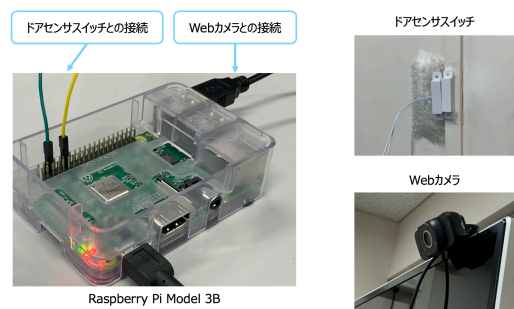 ドアセンサスイッチとの接続
Webカメラとの接続
ドアセンサスイッチ
Webカメラ
Raspberry Pi Model 3B